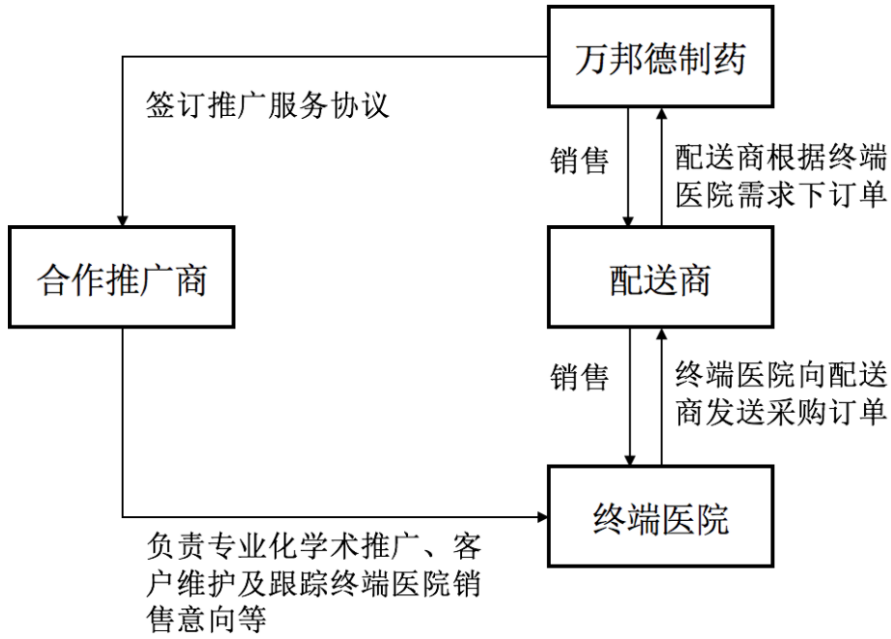 万邦德制药
签订推广服务协议
销售
配送商根据终端
医院需求下订单
合作推广商
配送商
销售
终端医院向配送
商发送采购订单
终端医院
负责专业化学术推广、客
户维护及跟踪终端医院销
售意向等